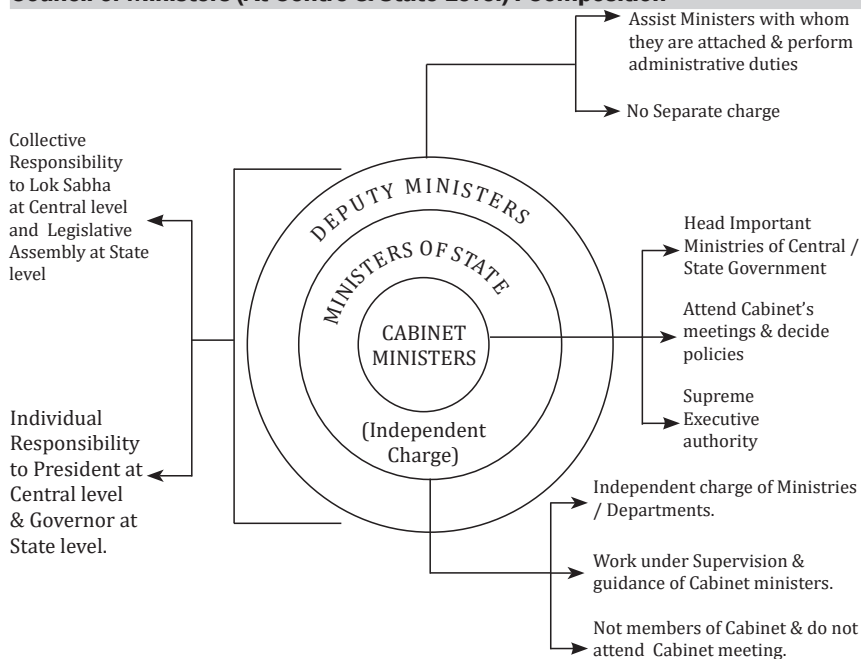 Council of Ministers (At Centre & State Level) : Composition
Assist Ministers with whom
they are attached & perform
administrative duties
No Separate charge
Collective
Responsibility
to Lok Sabha
at Central level
and Legislative
Assembly at State
level
Individual
Responsibility
to President at
Central level
& Governor at
State level.
DEPUTY MINISTERS
MINISTERS OF STATE
CABINET
MINISTERS
(Independent
Charge)
Head Important
Ministries of Central /
State Government
Attend Cabinet’s
meetings & decide
policies
Supreme
Executive
authority
Independent charge of Ministries
/ Departments.
Work under Supervision &
guidance of Cabinet ministers.
Not members of Cabinet & do not
attend Cabinet meeting.